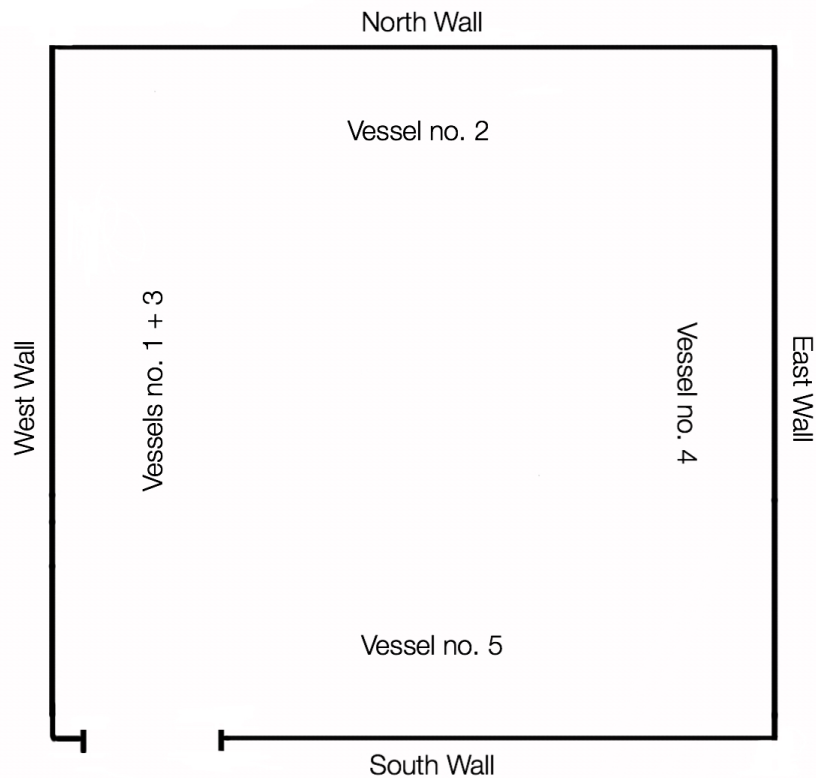 North Wall
Vessel no. 2
West Wall
Vessels no. 1 + 3
Vessel no. 4
East Wall
Vessel no. 5
South Wall